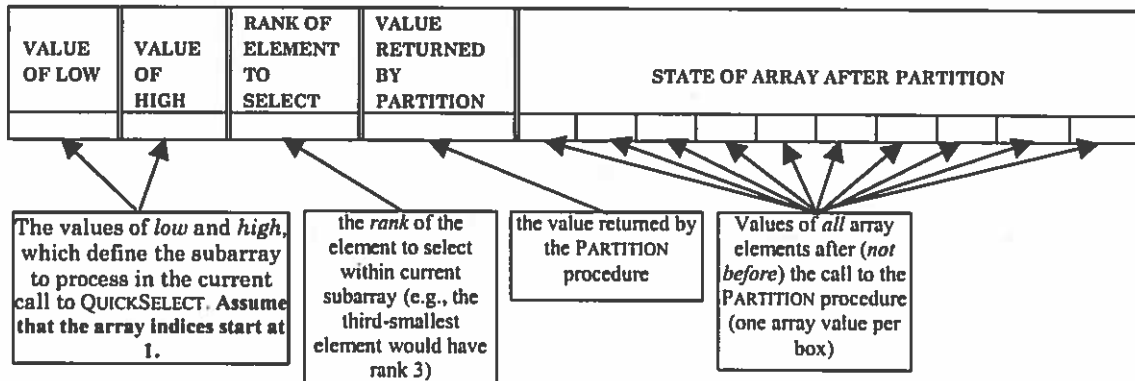 VALUE
OF LOW
VALUE
OF
HIGH
RANK OF
ELEMENT
TO
SELECT
VALUE
RETURNED
BY
PARTITION
STATE OF ARRAY AFTER PARTITION
The values of low and high,
which define the subarray
to process in the current
call to QUICKSELECT. Assume
that the array indices start at
1.
the rank of the
element to select
within current
subarray (e.g., the
third-smallest
element would have
rank 3)
the value returned by
the PARTITION
procedure
Values of all array
elements after (not
before) the call to the
PARTITION procedure
(one array value per
box)